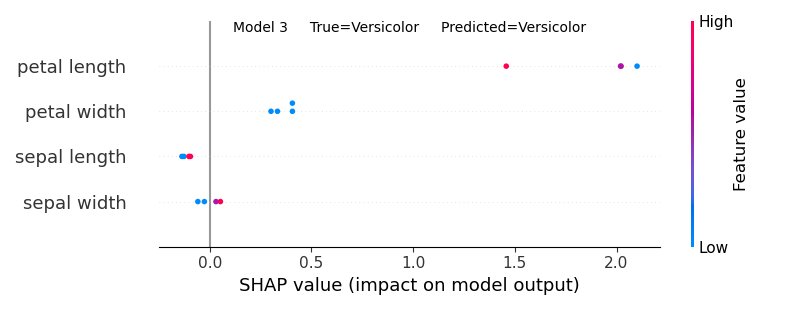 Model 3 True=Versicolor Predicted=Versicolor
High
petal length
petal width
sepal length
sepal width
Feature value
Low
0.0 0.5 1.0 1.5 2.0
SHAP value (impact on model output)